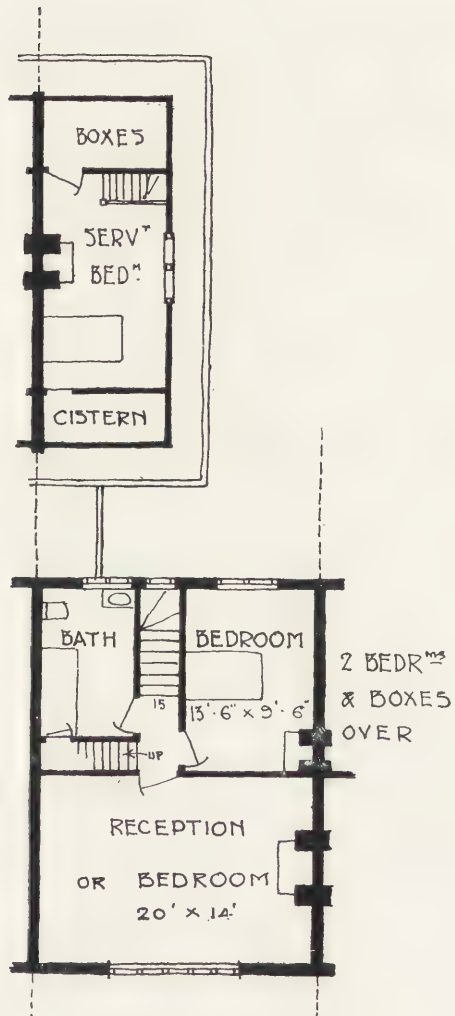 BOXES
SERVT
BEDM.
CISTERN
BATH
BEDROOM
13'·6" × 9'·6"
15
UP
2 BEDRMS
& BOXES
OVER
RECEPTION
OR BEDROOM
20' × 14'